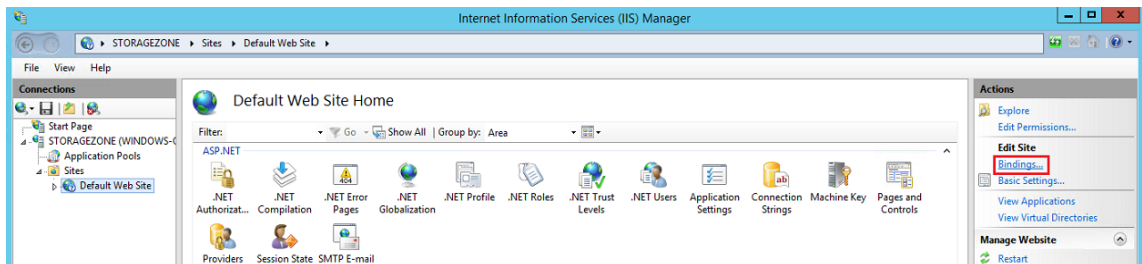 Internet Information Services (IIS) Manager
STORAGEZONE ▸ Sites ▸ Default Web Site ▸
File View Help
Connections
Start Page
STORAGEZONE (WINDOWS-
Application Pools
Sites
Default Web Site
Default Web Site Home
Filter: Go Show All Group by: Area
ASP.NET
.NET Authorizat...
.NET Compilation
.NET Error Pages
.NET Globalization
.NET Profile
.NET Roles
.NET Trust Levels
.NET Users
Application Settings
Connection Strings
Machine Key
Pages and Controls
Providers
Session State
SMTP E-mail
Actions
Explore
Edit Permissions...
Edit Site
Bindings...
Basic Settings...
View Applications
View Virtual Directories
Manage Website
Restart